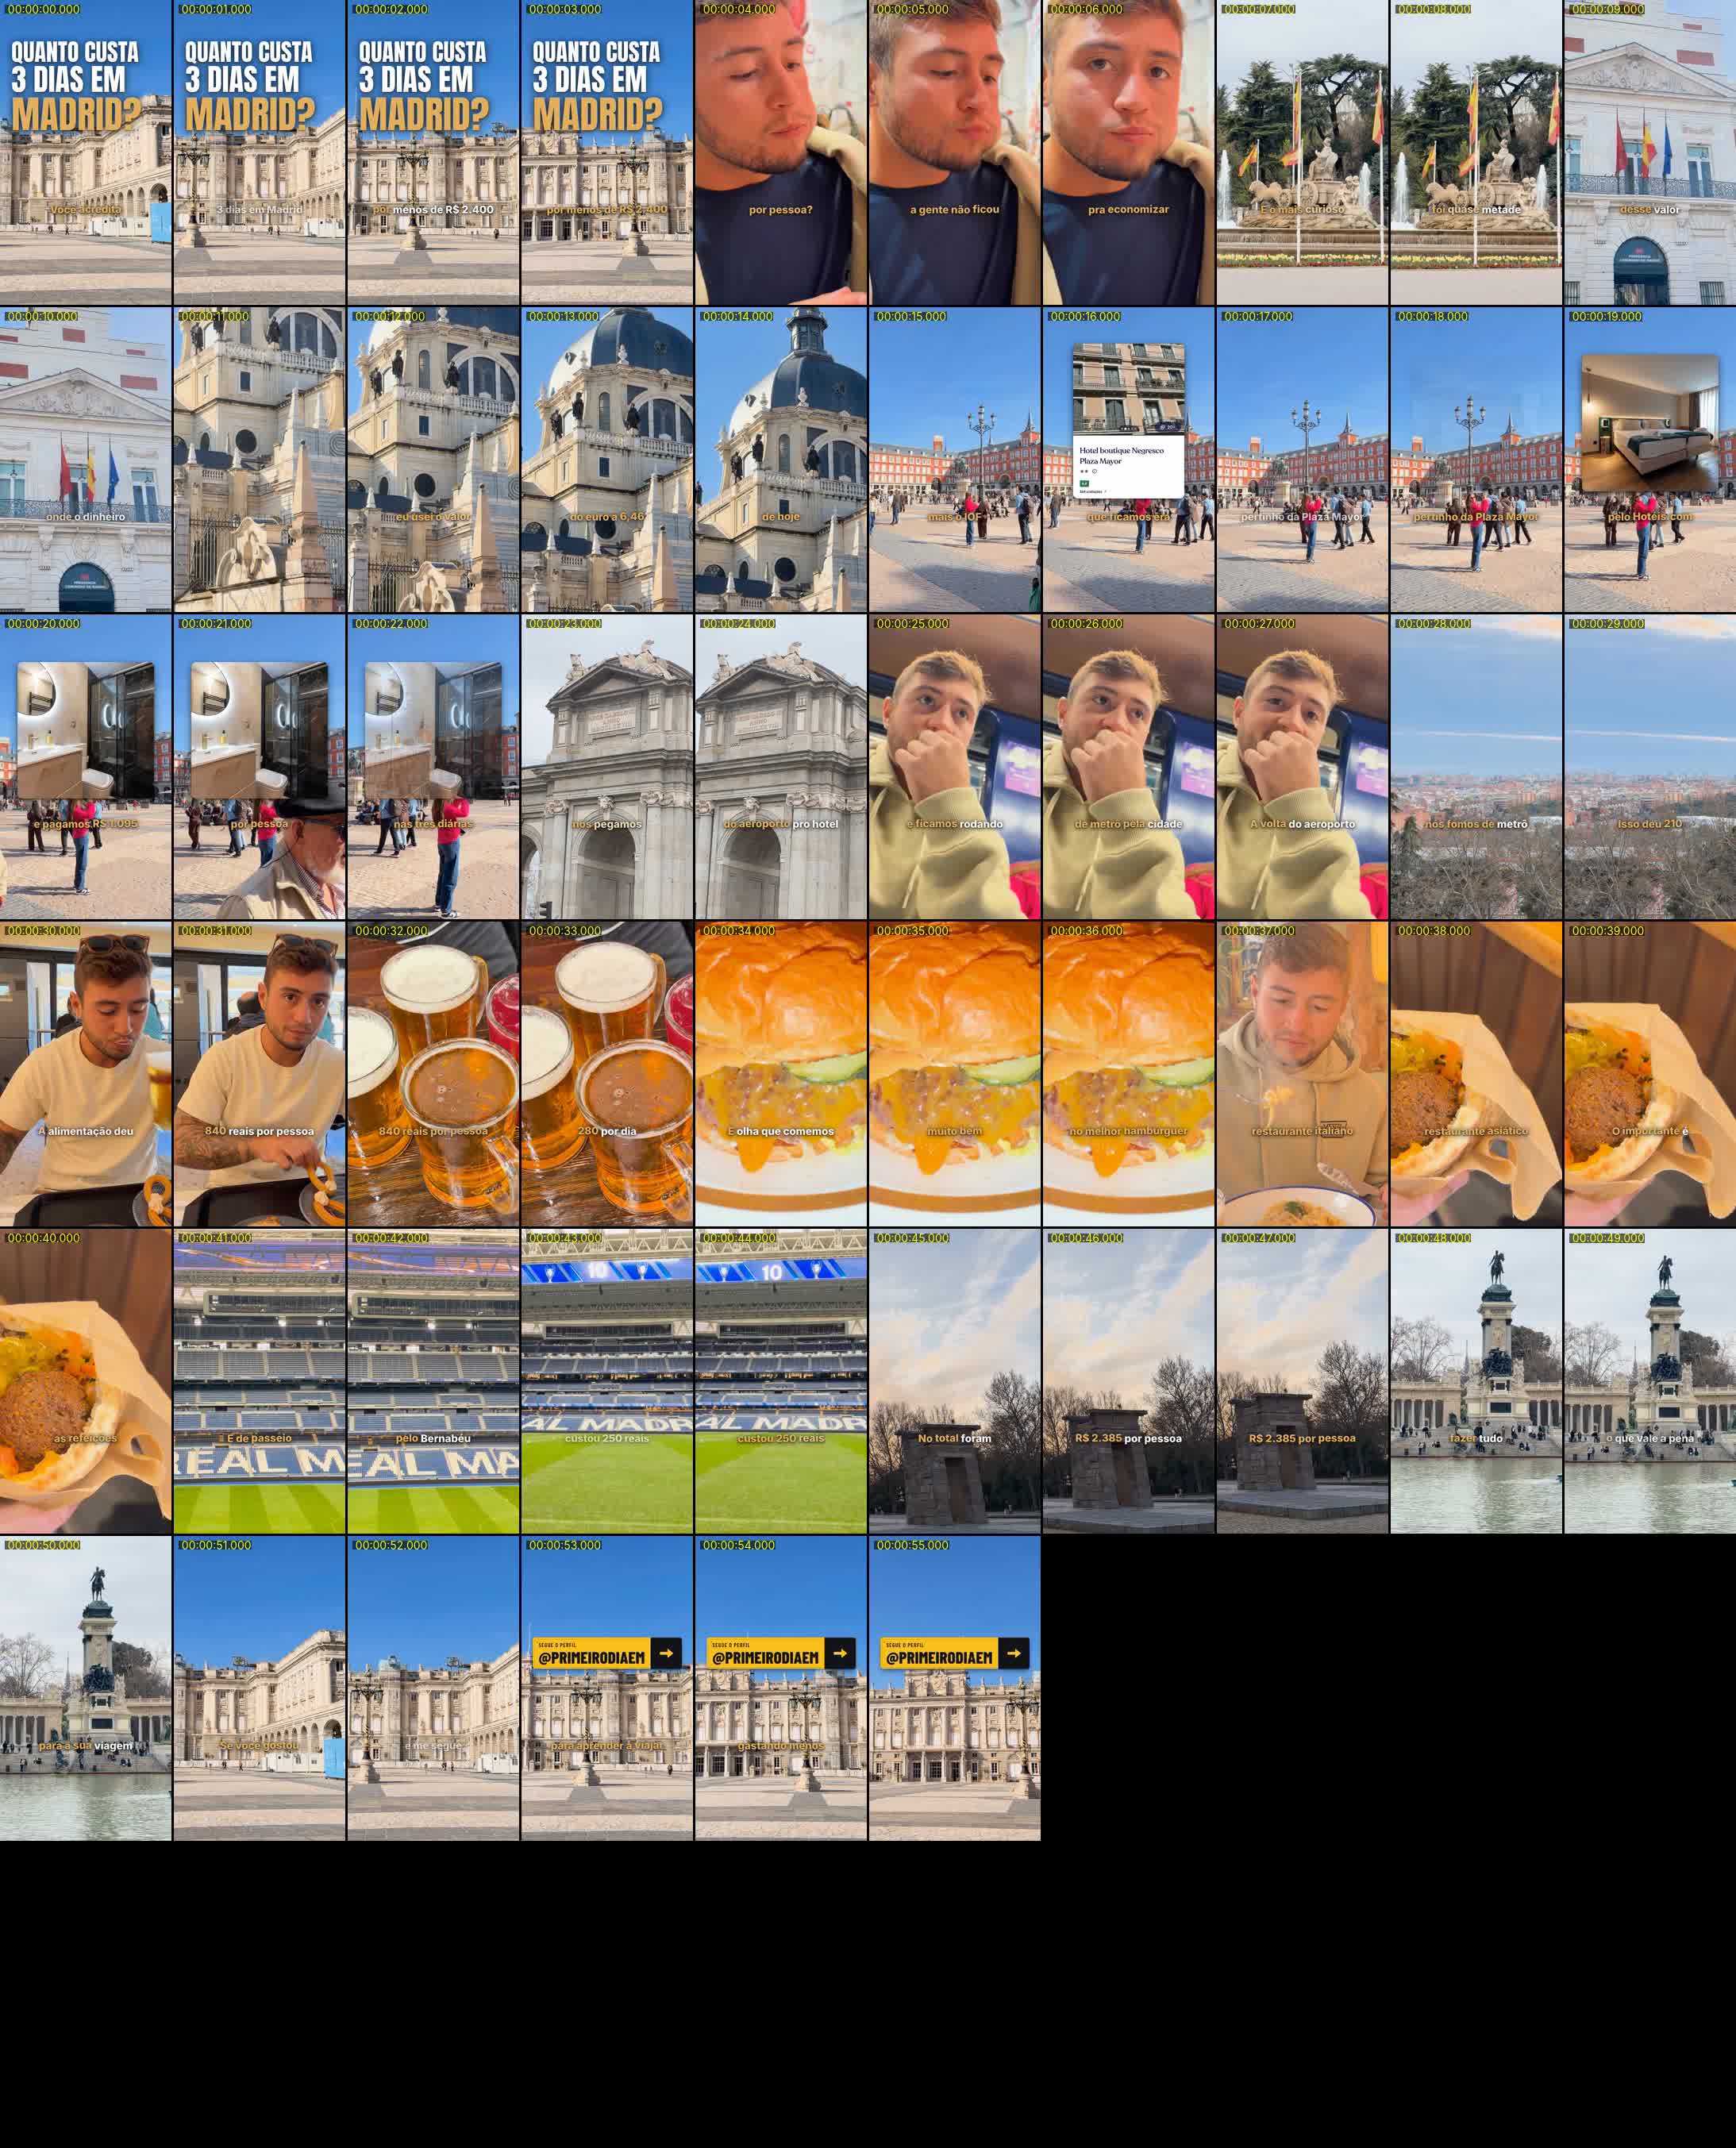 00:00:00.000
QUANTO CUSTA
3 DIAS EM
MADRID?
Você acredita
00:00:01.000
QUANTO CUSTA
3 DIAS EM
MADRID?
3 dias em Madrid
00:00:02.000
QUANTO CUSTA
3 DIAS EM
MADRID?
por menos de R$ 2.400
00:00:03.000
QUANTO CUSTA
3 DIAS EM
MADRID?
por menos de R$ 2.400
00:00:04.000
por pessoa?
00:00:05.000
a gente não ficou
00:00:06.000
pra economizar
00:00:07.000
E o mais curioso
00:00:08.000
foi quase metade
00:00:09.000
desse valor
00:00:10.000
onde o dinheiro
00:00:11.000
00:00:12.000
eu usei o valor
00:00:13.000
do euro a 6,46
00:00:14.000
de hoje
00:00:15.000
mais o IOF
00:00:16.000
Hotel boutique Negresco
Plaza Mayor
que ficamos era
00:00:17.000
pertinho da Plaza Mayor
00:00:18.000
pertinho da Plaza Mayor
00:00:19.000
pelo Hoteis.com
00:00:20.000
e pagamos R$ 1.095
00:00:21.000
por pessoa
00:00:22.000
nas três diárias
00:00:23.000
nós pegamos
00:00:24.000
do aeroporto pro hotel
00:00:25.000
e ficamos rodando
00:00:26.000
de metrô pela cidade
00:00:27.000
A volta do aeroporto
00:00:28.000
nós fomos de metrô
00:00:29.000
Isso deu 210
00:00:30.000
A alimentação deu
00:00:31.000
840 reais por pessoa
00:00:32.000
840 reais por pessoa
00:00:33.000
280 por dia
00:00:34.000
E olha que comemos
00:00:35.000
muito bem
00:00:36.000
no melhor hamburguer
00:00:37.000
restaurante italiano
00:00:38.000
restaurante asiático
00:00:39.000
O importante é
00:00:40.000
as refeições
00:00:41.000
REAL M
E de passeio
00:00:42.000
EAL MA
pelo Bernabéu
00:00:43.000
10
AL MADR
custou 250 reais
00:00:44.000
10
AL MADR
custou 250 reais
00:00:45.000
No total foram
00:00:46.000
R$ 2.385 por pessoa
00:00:47.000
R$ 2.385 por pessoa
00:00:48.000
fazer tudo
00:00:49.000
o que vale a pena
00:00:50.000
para a sua viagem
00:00:51.000
Se você gostou
00:00:52.000
e me segue
00:00:53.000
SEGUE O PERFIL
@PRIMEIRODIAEM
para aprender a viajar
00:00:54.000
SEGUE O PERFIL
@PRIMEIRODIAEM
gastando menos
00:00:55.000
SEGUE O PERFIL
@PRIMEIRODIAEM